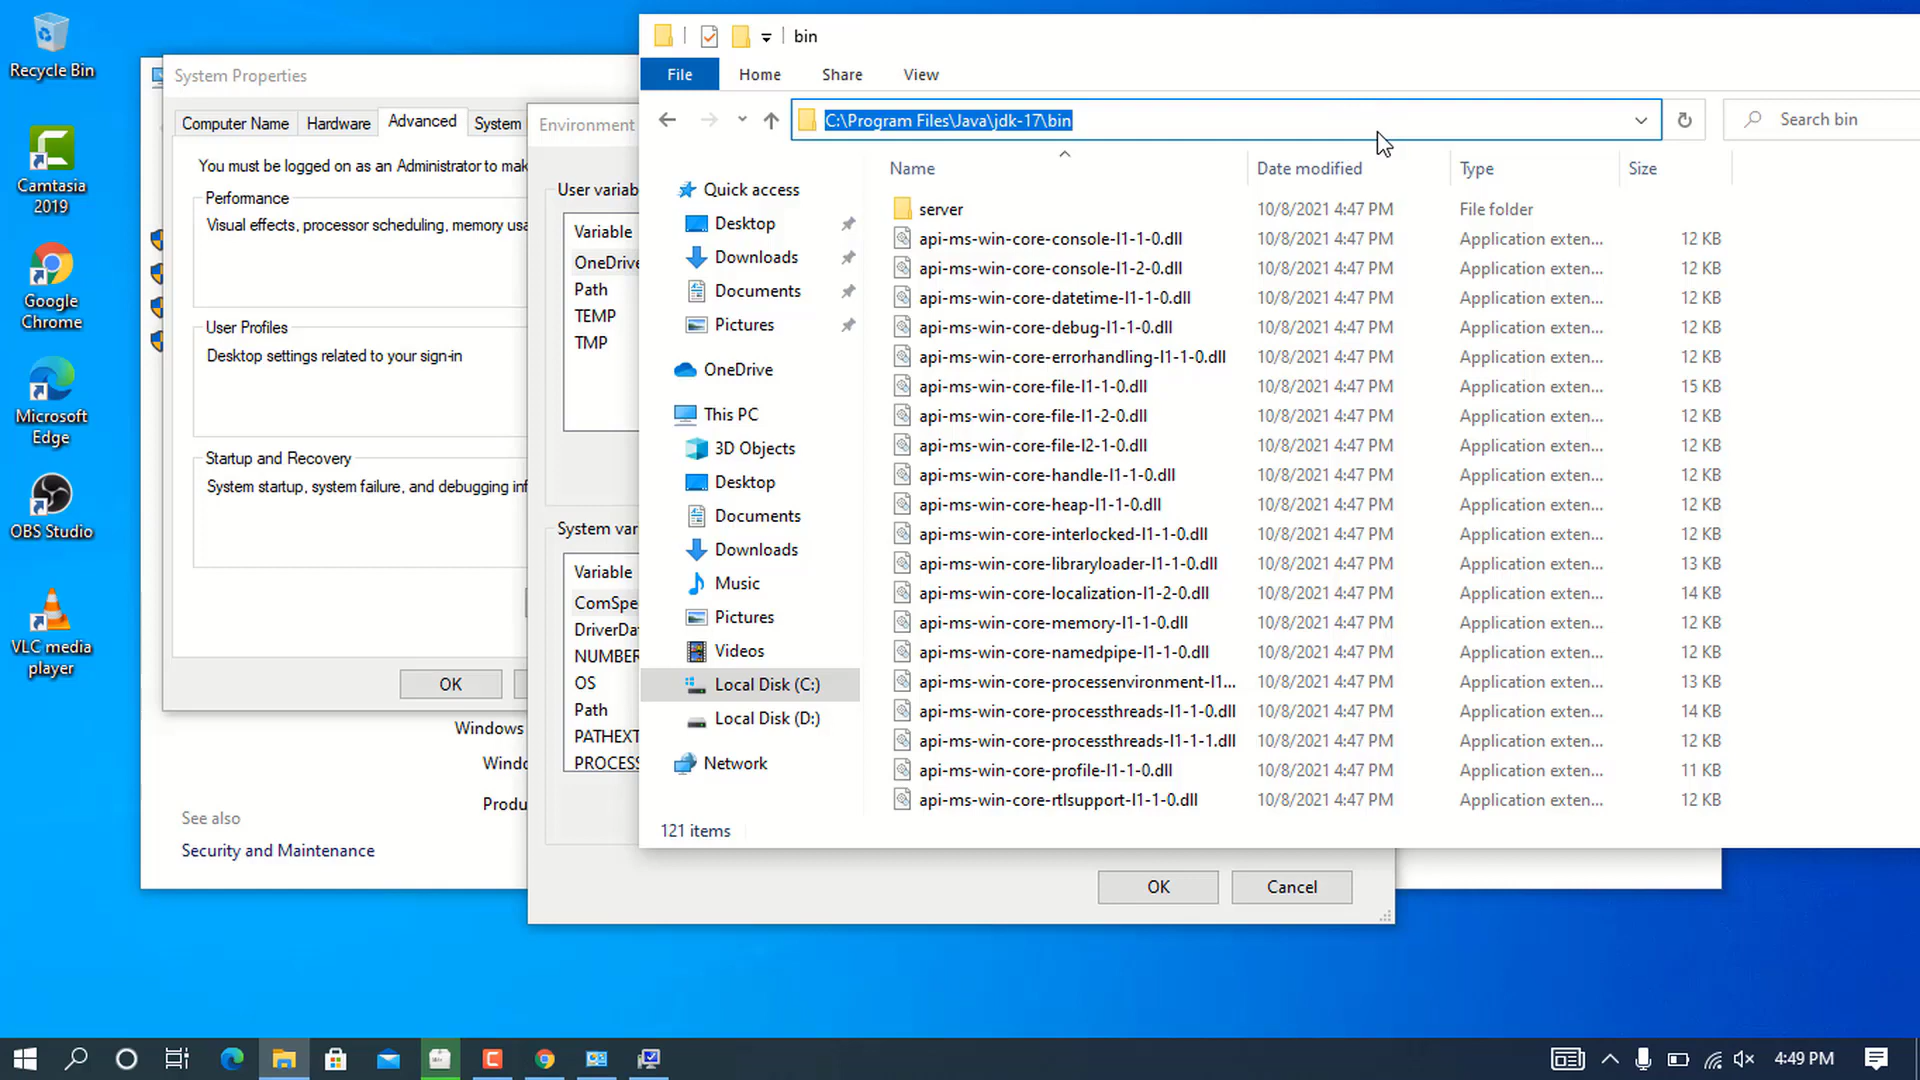 Recycle Bin
Camtasia
2019
Google
Chrome
Microsoft
Edge
OBS Studio
VLC media
player
System Properties
Computer Name
Hardware
Advanced
System
You must be logged on as an Administrator to mak
Performance
Visual effects, processor scheduling, memory usa
User Profiles
Desktop settings related to your sign-in
Startup and Recovery
System startup, system failure, and debugging inf
OK
Windows
Windo
Produ
See also
Security and Maintenance
Environment
User variab
Variable
OneDrive
Path
TEMP
TMP
System var
Variable
ComSpe
DriverDa
NUMBER
OS
Path
PATHEXT
PROCESS
OK
Cancel
bin
File
Home
Share
View
C:\Program Files\Java\jdk-17\bin
Search bin
Quick access
Desktop
Downloads
Documents
Pictures
OneDrive
This PC
3D Objects
Desktop
Documents
Downloads
Music
Pictures
Videos
Local Disk (C:)
Local Disk (D:)
Network
Name Date modified Type Size
server 10/8/2021 4:47 PM File folder
api-ms-win-core-console-l1-1-0.dll 10/8/2021 4:47 PM Application exten... 12 KB
api-ms-win-core-console-l1-2-0.dll 10/8/2021 4:47 PM Application exten... 12 KB
api-ms-win-core-datetime-l1-1-0.dll 10/8/2021 4:47 PM Application exten... 12 KB
api-ms-win-core-debug-l1-1-0.dll 10/8/2021 4:47 PM Application exten... 12 KB
api-ms-win-core-errorhandling-l1-1-0.dll 10/8/2021 4:47 PM Application exten... 12 KB
api-ms-win-core-file-l1-1-0.dll 10/8/2021 4:47 PM Application exten... 15 KB
api-ms-win-core-file-l1-2-0.dll 10/8/2021 4:47 PM Application exten... 12 KB
api-ms-win-core-file-l2-1-0.dll 10/8/2021 4:47 PM Application exten... 12 KB
api-ms-win-core-handle-l1-1-0.dll 10/8/2021 4:47 PM Application exten... 12 KB
api-ms-win-core-heap-l1-1-0.dll 10/8/2021 4:47 PM Application exten... 12 KB
api-ms-win-core-interlocked-l1-1-0.dll 10/8/2021 4:47 PM Application exten... 12 KB
api-ms-win-core-libraryloader-l1-1-0.dll 10/8/2021 4:47 PM Application exten... 13 KB
api-ms-win-core-localization-l1-2-0.dll 10/8/2021 4:47 PM Application exten... 14 KB
api-ms-win-core-memory-l1-1-0.dll 10/8/2021 4:47 PM Application exten... 12 KB
api-ms-win-core-namedpipe-l1-1-0.dll 10/8/2021 4:47 PM Application exten... 12 KB
api-ms-win-core-processenvironment-l1... 10/8/2021 4:47 PM Application exten... 13 KB
api-ms-win-core-processthreads-l1-1-0.dll 10/8/2021 4:47 PM Application exten... 14 KB
api-ms-win-core-processthreads-l1-1-1.dll 10/8/2021 4:47 PM Application exten... 12 KB
api-ms-win-core-profile-l1-1-0.dll 10/8/2021 4:47 PM Application exten... 11 KB
api-ms-win-core-rtlsupport-l1-1-0.dll 10/8/2021 4:47 PM Application exten... 12 KB
121 items
4:49 PM